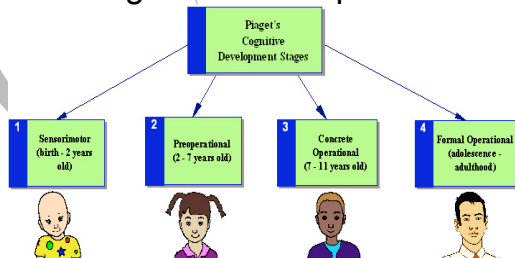 Piaget's
Cognitive
Development Stages
1
Sensorimotor
(birth - 2 years
old)
2
Preoperational
(2 - 7 years old)
3
Concrete
Operational
(7 - 11 years old)
4
Formal Operational
(adolescence -
adulthood)